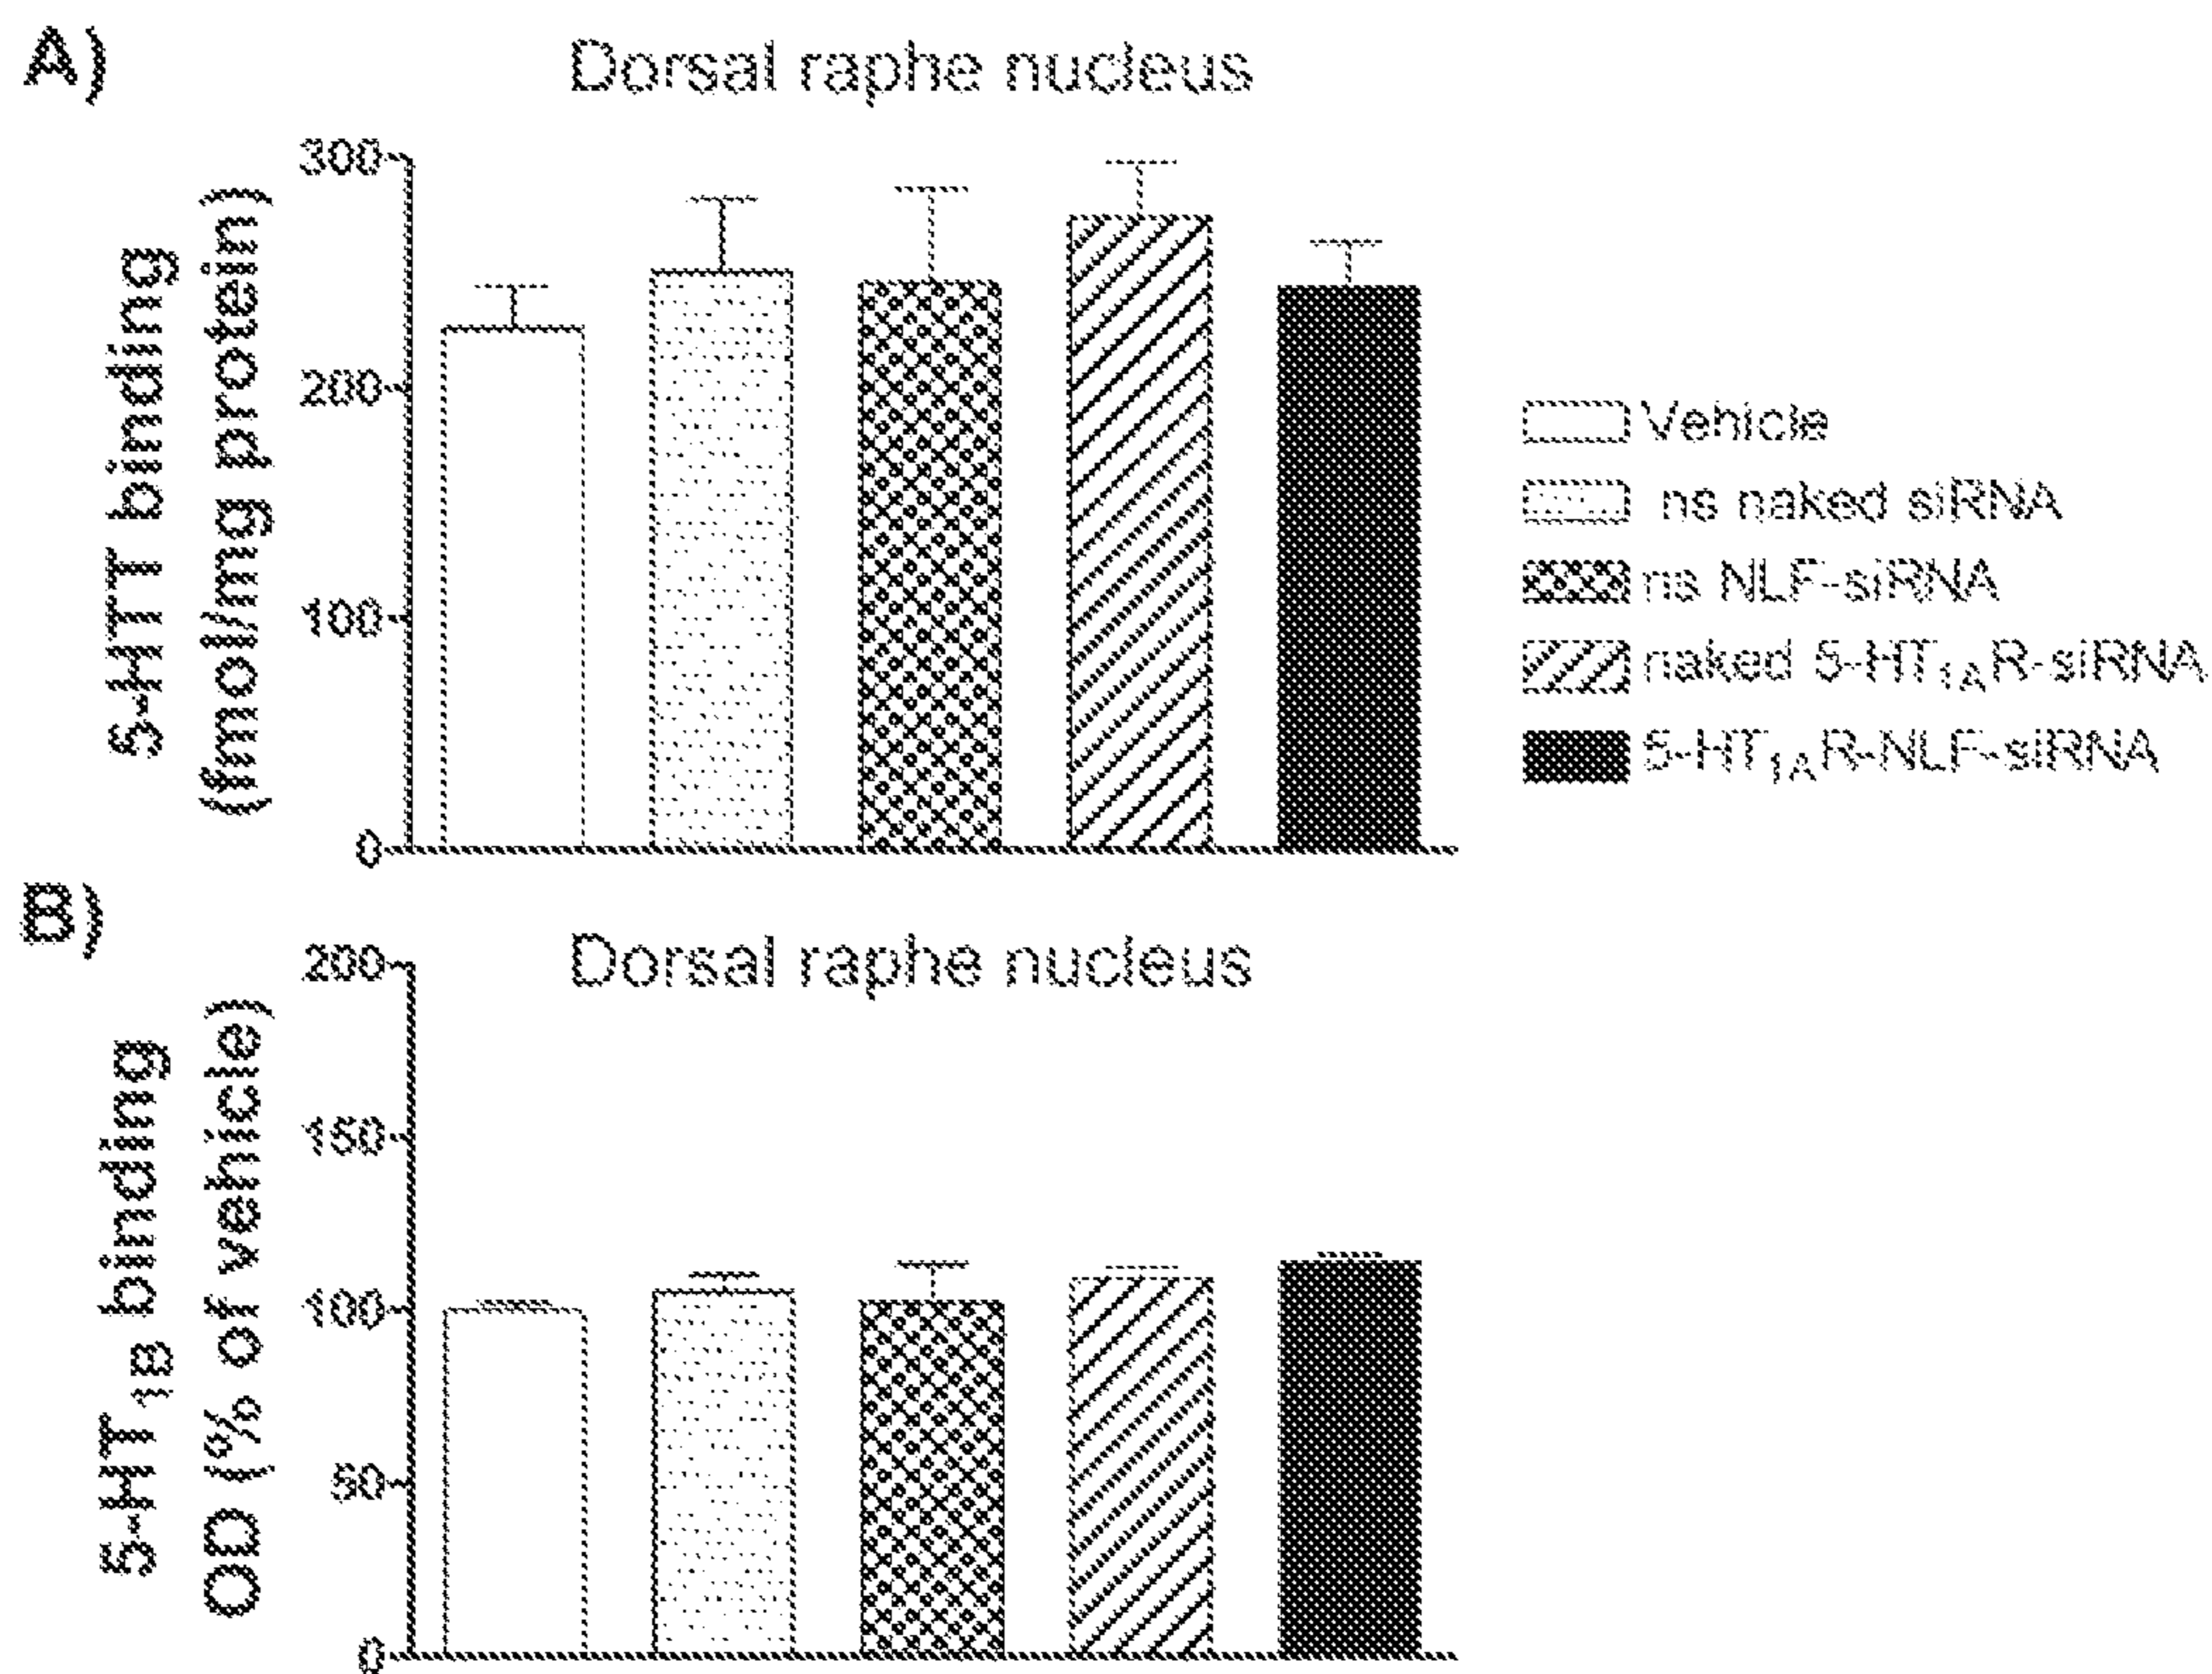 A)
Dorsal raphe nucleus
5-HTT binding
(fmol/mg protein)
300
200
100
0
Vehicle
ns naked siRNA
ns NLF-siRNA
naked 5-HT1AR-siRNA
5-HT1AR-NLF-siRNA
B)
Dorsal raphe nucleus
5-HT1B binding
OD (% of vehicle)
200
150
100
50
0